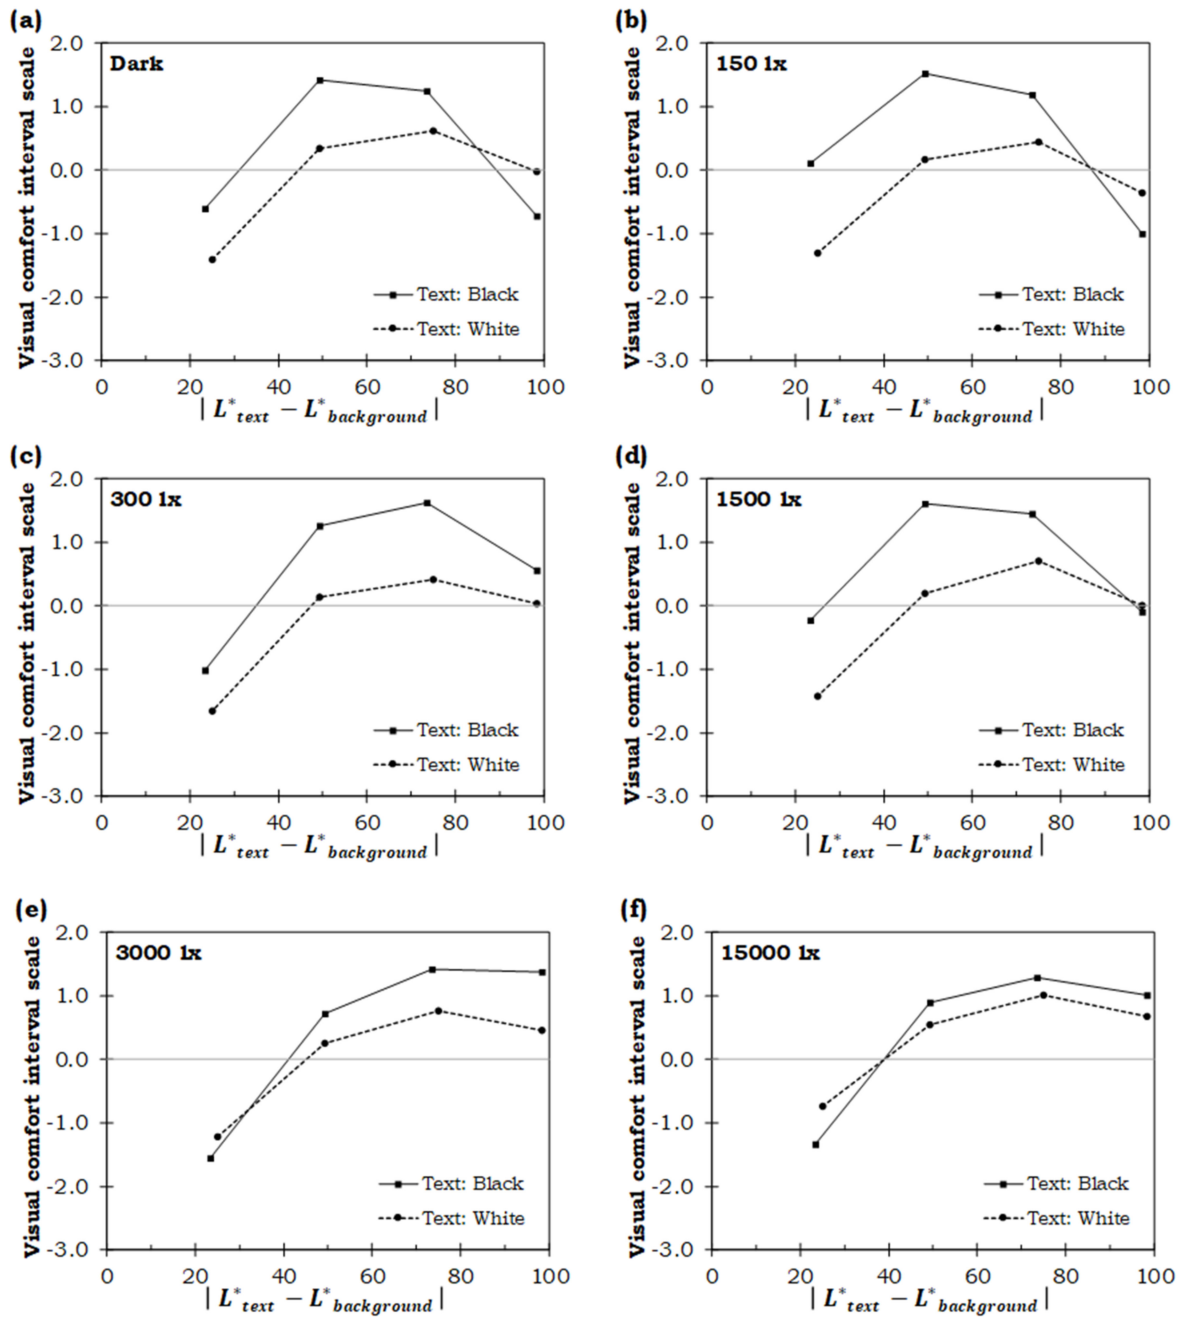 (a)
Visual comfort interval scale
Dark
2.0
1.0
0.0
-1.0
-2.0
-3.0
Text: Black
Text: White
0 20 40 60 80 100
| L*text − L*background |
(b)
Visual comfort interval scale
150 lx
2.0
1.0
0.0
-1.0
-2.0
-3.0
Text: Black
Text: White
0 20 40 60 80 100
| L*text − L*background |
(c)
Visual comfort interval scale
300 lx
2.0
1.0
0.0
-1.0
-2.0
-3.0
Text: Black
Text: White
0 20 40 60 80 100
| L*text − L*background |
(d)
Visual comfort interval scale
1500 lx
2.0
1.0
0.0
-1.0
-2.0
-3.0
Text: Black
Text: White
0 20 40 60 80 100
| L*text − L*background |
(e)
Visual comfort interval scale
3000 lx
2.0
1.0
0.0
-1.0
-2.0
-3.0
Text: Black
Text: White
0 20 40 60 80 100
| L*text − L*background |
(f)
Visual comfort interval scale
15000 lx
2.0
1.0
0.0
-1.0
-2.0
-3.0
Text: Black
Text: White
0 20 40 60 80 100
| L*text − L*background |